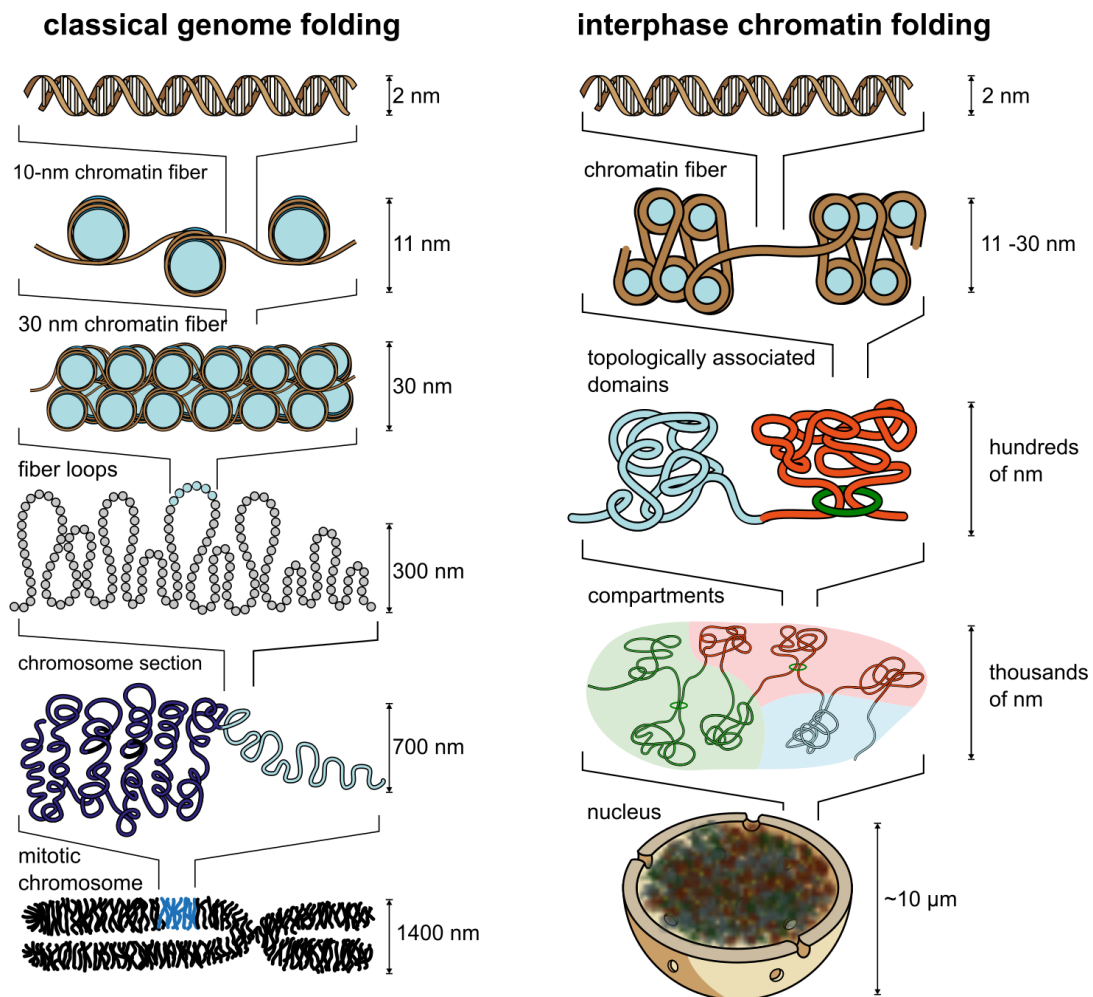 classical genome folding
2 nm
10-nm chromatin fiber
11 nm
30 nm chromatin fiber
30 nm
fiber loops
300 nm
chromosome section
700 nm
mitotic
chromosome
1400 nm
interphase chromatin folding
2 nm
chromatin fiber
11 -30 nm
topologically associated
domains
hundreds
of nm
compartments
thousands
of nm
nucleus
~10 μm